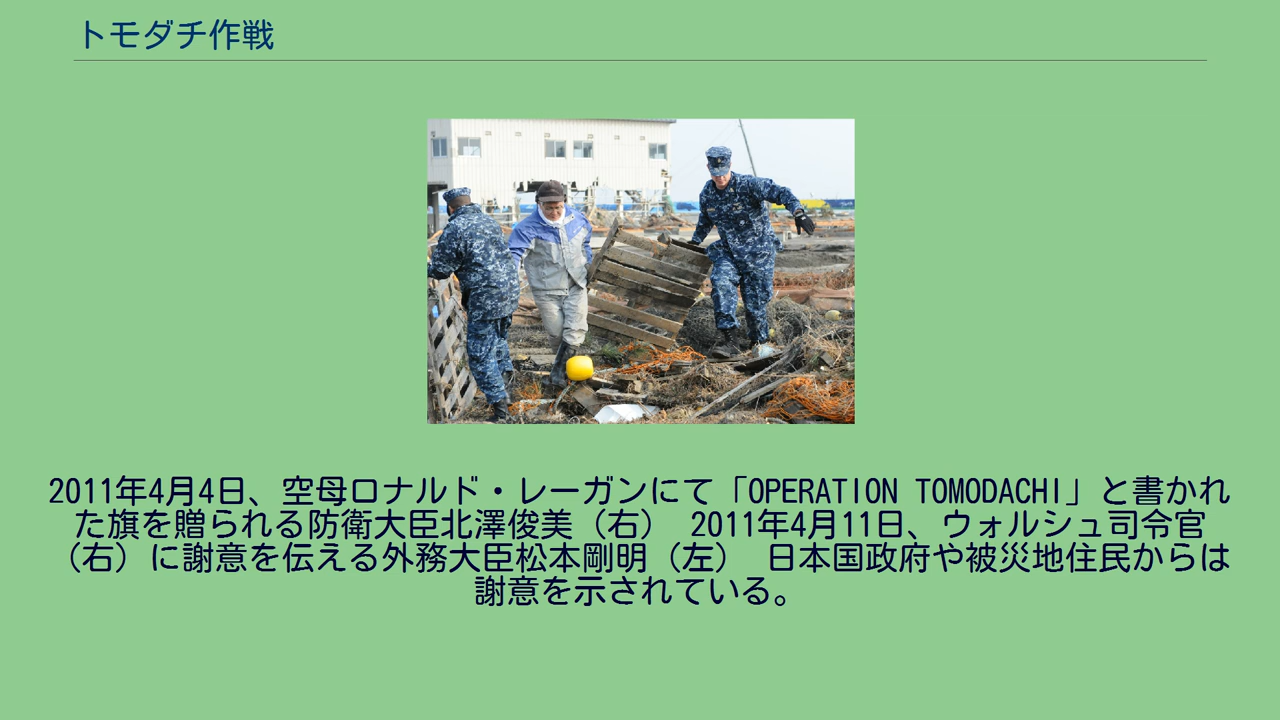 トモダチ作戦
2011年4月4日、空母ロナルド・レーガンにて「OPERATION TOMODACHI」と書かれ
た旗を贈られる防衛大臣北澤俊美（右） 2011年4月11日、ウォルシュ司令官
（右）に謝意を伝える外務大臣松本剛明（左） 日本国政府や被災地住民からは
謝意を示されている。